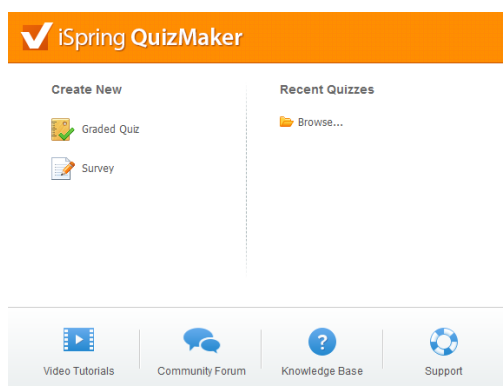 iSpring QuizMaker
Create New
Graded Quiz
Survey
Recent Quizzes
Browse...
Video Tutorials
Community Forum
Knowledge Base
Support